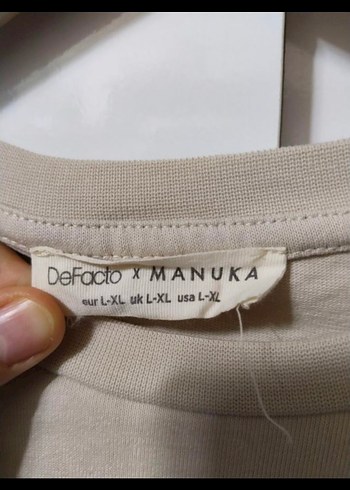 DeFacto x MANUKA
eur L-XL uk L-XL usa L-XL